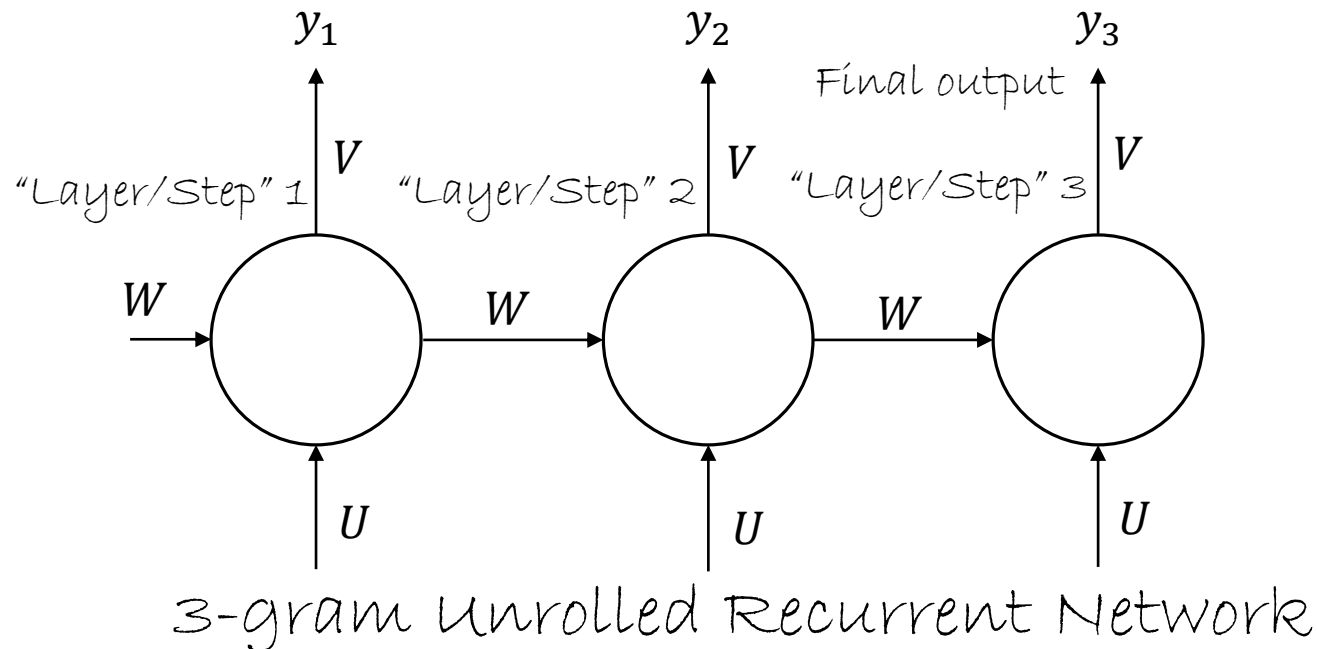 y₁ y₂ y₃
Final output
V V V
"Layer/Step" 1 "Layer/Step" 2 "Layer/Step" 3
W W W
U U U
3-gram Unrolled Recurrent Network